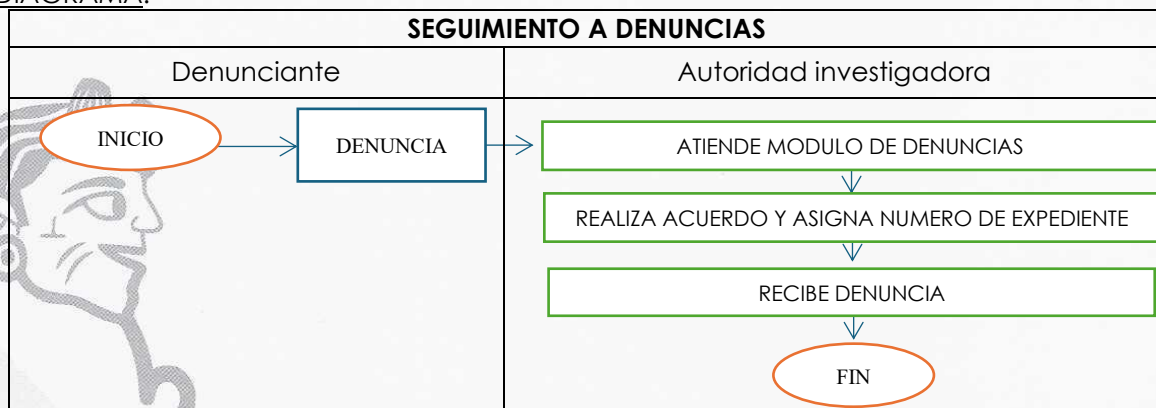 DIAGRAMA:
SEGUIMIENTO A DENUNCIAS
Denunciante
Autoridad investigadora
INICIO
DENUNCIA
ATIENDE MODULO DE DENUNCIAS
REALIZA ACUERDO Y ASIGNA NUMERO DE EXPEDIENTE
RECIBE DENUNCIA
FIN